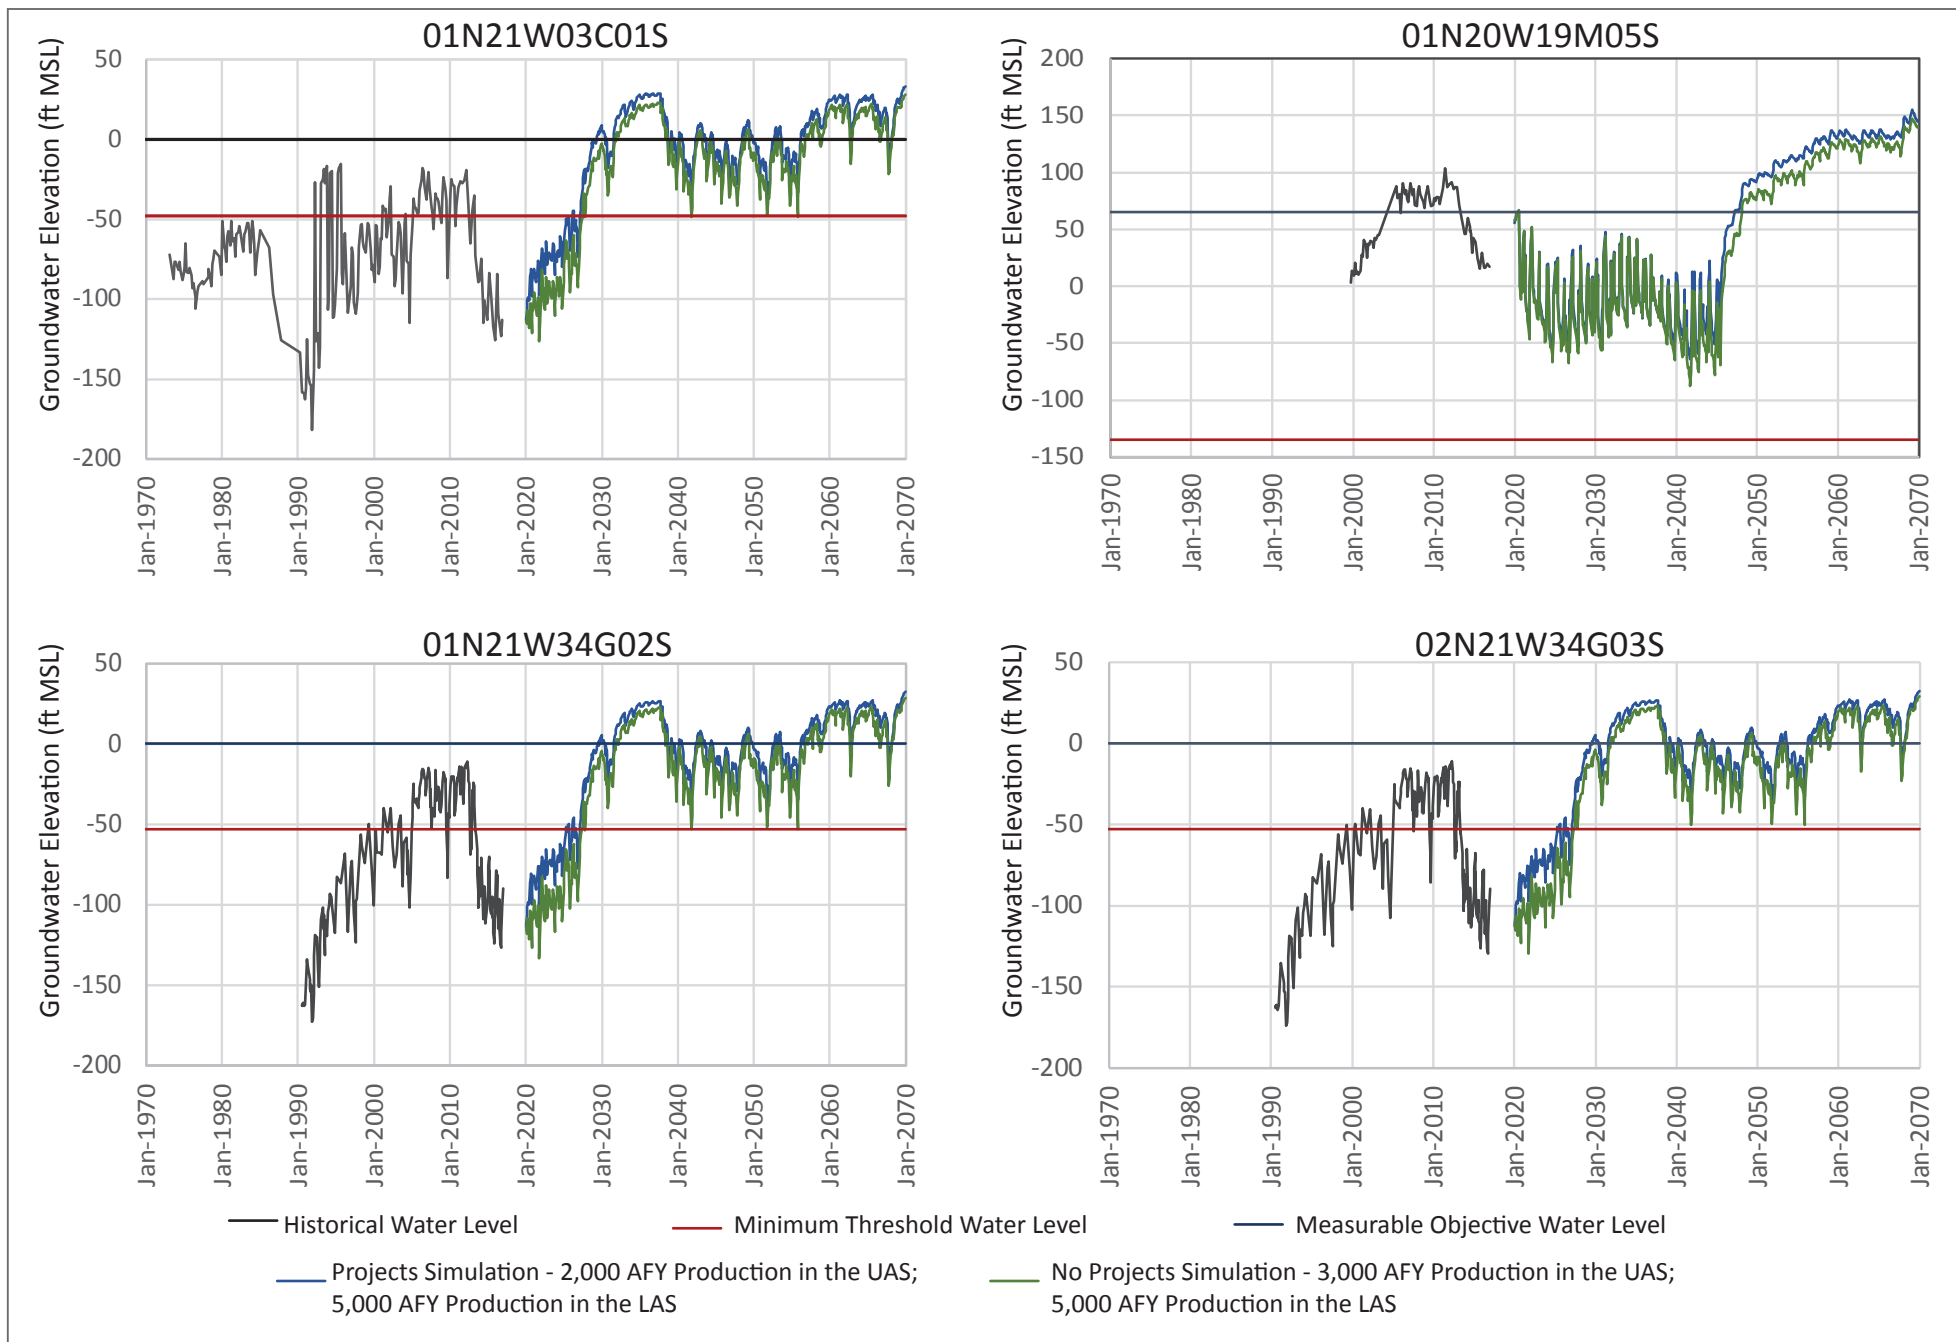 01N21W03C01S
Groundwater Elevation (ft MSL)
50
0
-50
-100
-150
-200
Jan-1970
Jan-1980
Jan-1990
Jan-2000
Jan-2010
Jan-2020
Jan-2030
Jan-2040
Jan-2050
Jan-2060
Jan-2070
01N20W19M05S
Groundwater Elevation (ft MSL)
200
150
100
50
0
-50
-100
-150
Jan-1970
Jan-1980
Jan-1990
Jan-2000
Jan-2010
Jan-2020
Jan-2030
Jan-2040
Jan-2050
Jan-2060
Jan-2070
01N21W34G02S
Groundwater Elevation (ft MSL)
50
0
-50
-100
-150
-200
Jan-1970
Jan-1980
Jan-1990
Jan-2000
Jan-2010
Jan-2020
Jan-2030
Jan-2040
Jan-2050
Jan-2060
Jan-2070
02N21W34G03S
Groundwater Elevation (ft MSL)
50
0
-50
-100
-150
-200
Jan-1970
Jan-1980
Jan-1990
Jan-2000
Jan-2010
Jan-2020
Jan-2030
Jan-2040
Jan-2050
Jan-2060
Jan-2070
Historical Water Level
Minimum Threshold Water Level
Measurable Objective Water Level
Projects Simulation - 2,000 AFY Production in the UAS;
5,000 AFY Production in the LAS
No Projects Simulation - 3,000 AFY Production in the UAS;
5,000 AFY Production in the LAS